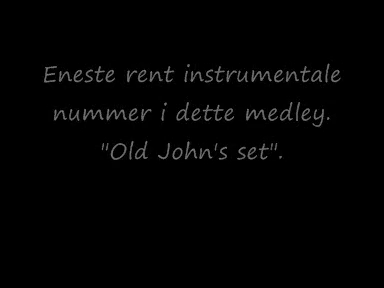 Eneste rent instrumentale
nummer i dette medley.
"Old John's set".